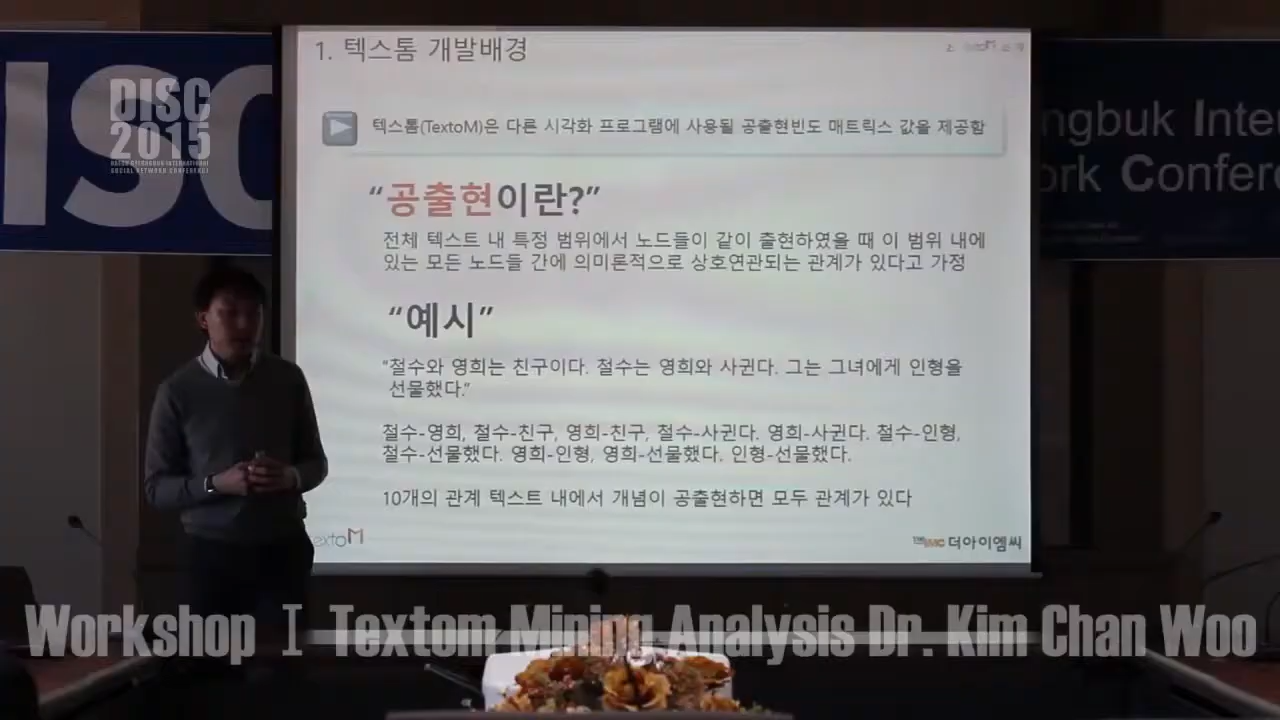 1. 텍스톰 개발배경
ISC
DISC
2015
DAEGU GYEONGBUK INTERNATIONAL
SOCIAL NETWORK CONFERENCE
텍스톰(TextoM)은 다른 시각화 프로그램에 사용될 공출현빈도 매트릭스 값을 제공함
ngbuk Inte
ork Confer
“공출현이란?”
전체 텍스트 내 특정 범위에서 노드들이 같이 출현하였을 때 이 범위 내에
있는 모든 노드들 간에 의미론적으로 상호연관되는 관계가 있다고 가정
“예시”
“철수와 영희는 친구이다. 철수는 영희와 사귄다. 그는 그녀에게 인형을
선물했다.”
철수-영희, 철수-친구, 영희-친구, 철수-사귄다. 영희-사귄다. 철수-인형,
철수-선물했다. 영희-인형, 영희-선물했다. 인형-선물했다.
10개의 관계 텍스트 내에서 개념이 공출현하면 모두 관계가 있다
extoM
THE IMC 더아이엠씨
Workshop Ⅰ Textom Mining Analysis Dr. Kim Chan Woo